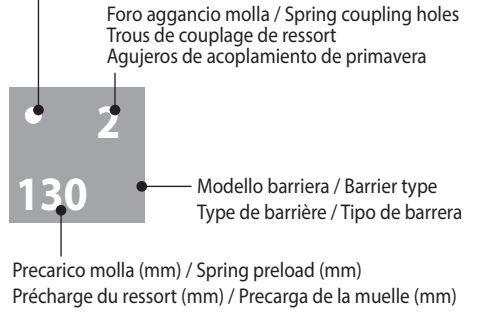 Foro aggancio molla / Spring coupling holes
Trous de couplage de ressort
Agujeros de acoplamiento de primavera
2
130
Modello barriera / Barrier type
Type de barrière / Tipo de barrera
Precarico molla (mm) / Spring preload (mm)
Précharge du ressort (mm) / Precarga de la muelle (mm)